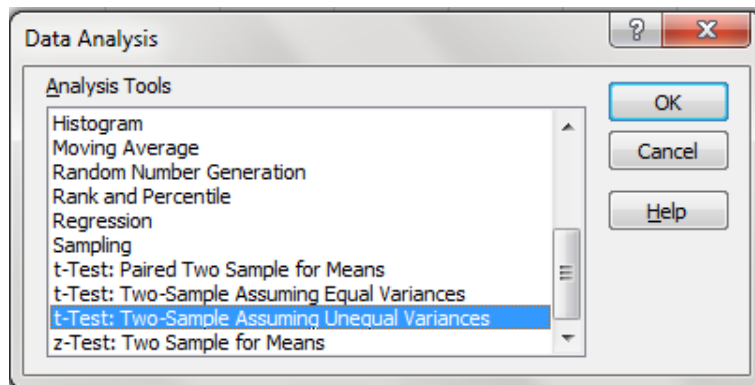 Data Analysis
?
X
Analysis Tools
Histogram
Moving Average
Random Number Generation
Rank and Percentile
Regression
Sampling
t-Test: Paired Two Sample for Means
t-Test: Two-Sample Assuming Equal Variances
t-Test: Two-Sample Assuming Unequal Variances
z-Test: Two Sample for Means
OK
Cancel
Help